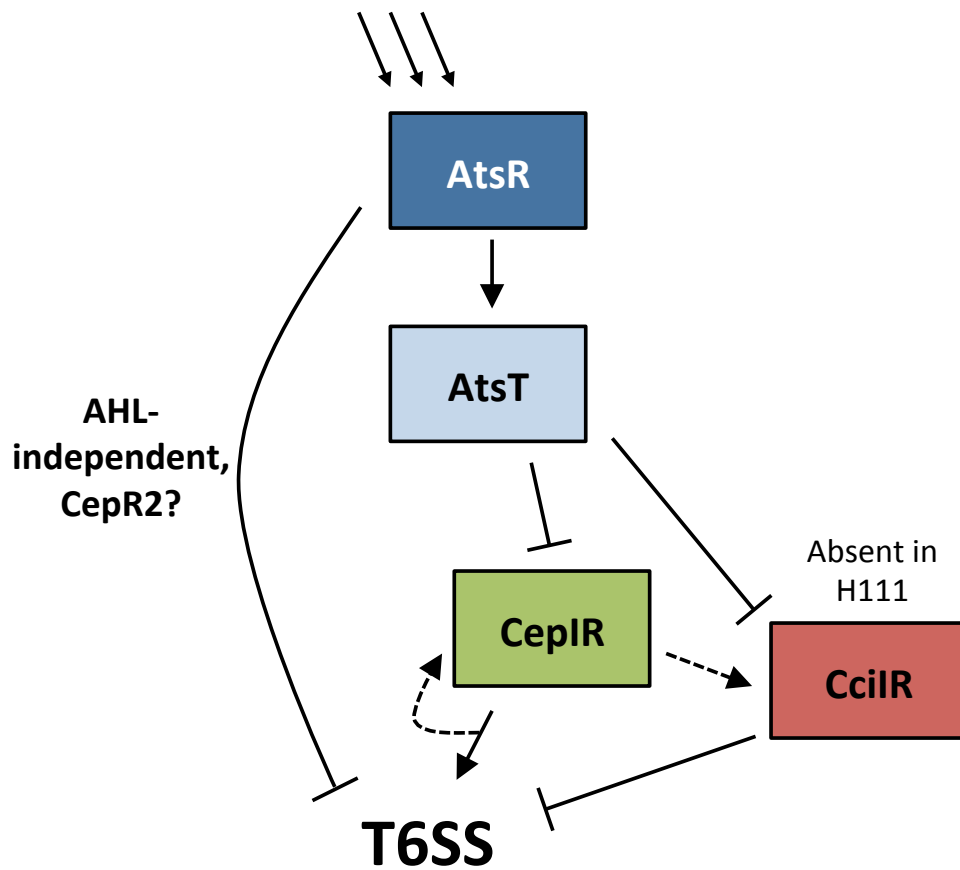 AtsR
AtsT
AHL-
independent,
CepR2?
Absent in
H111
CepIR
CciIR
T6SS